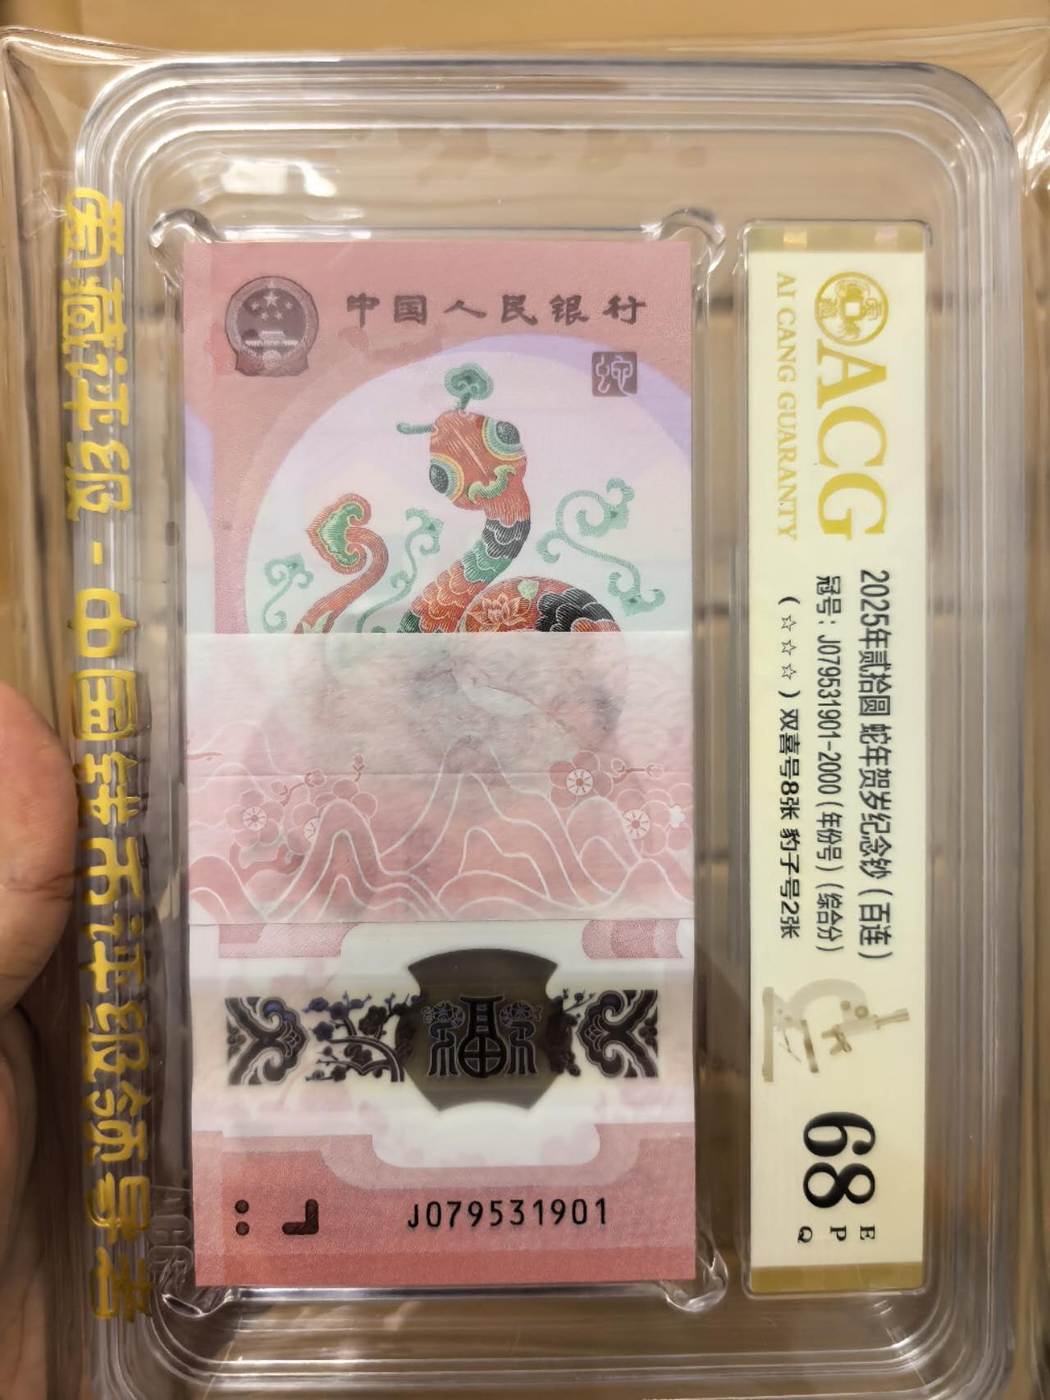 爱藏评级 - 中国钱币评级领导者
中国人民银行
蛇
福
J079531901
ACG
AI CANG GUARANTY
2025年贰拾圆 蛇年贺岁纪念钞（百连）
冠号：J079531901-2000（年份号）（综合分）
（☆☆☆）双喜号8张 豹子号2张
68
E
P
Q